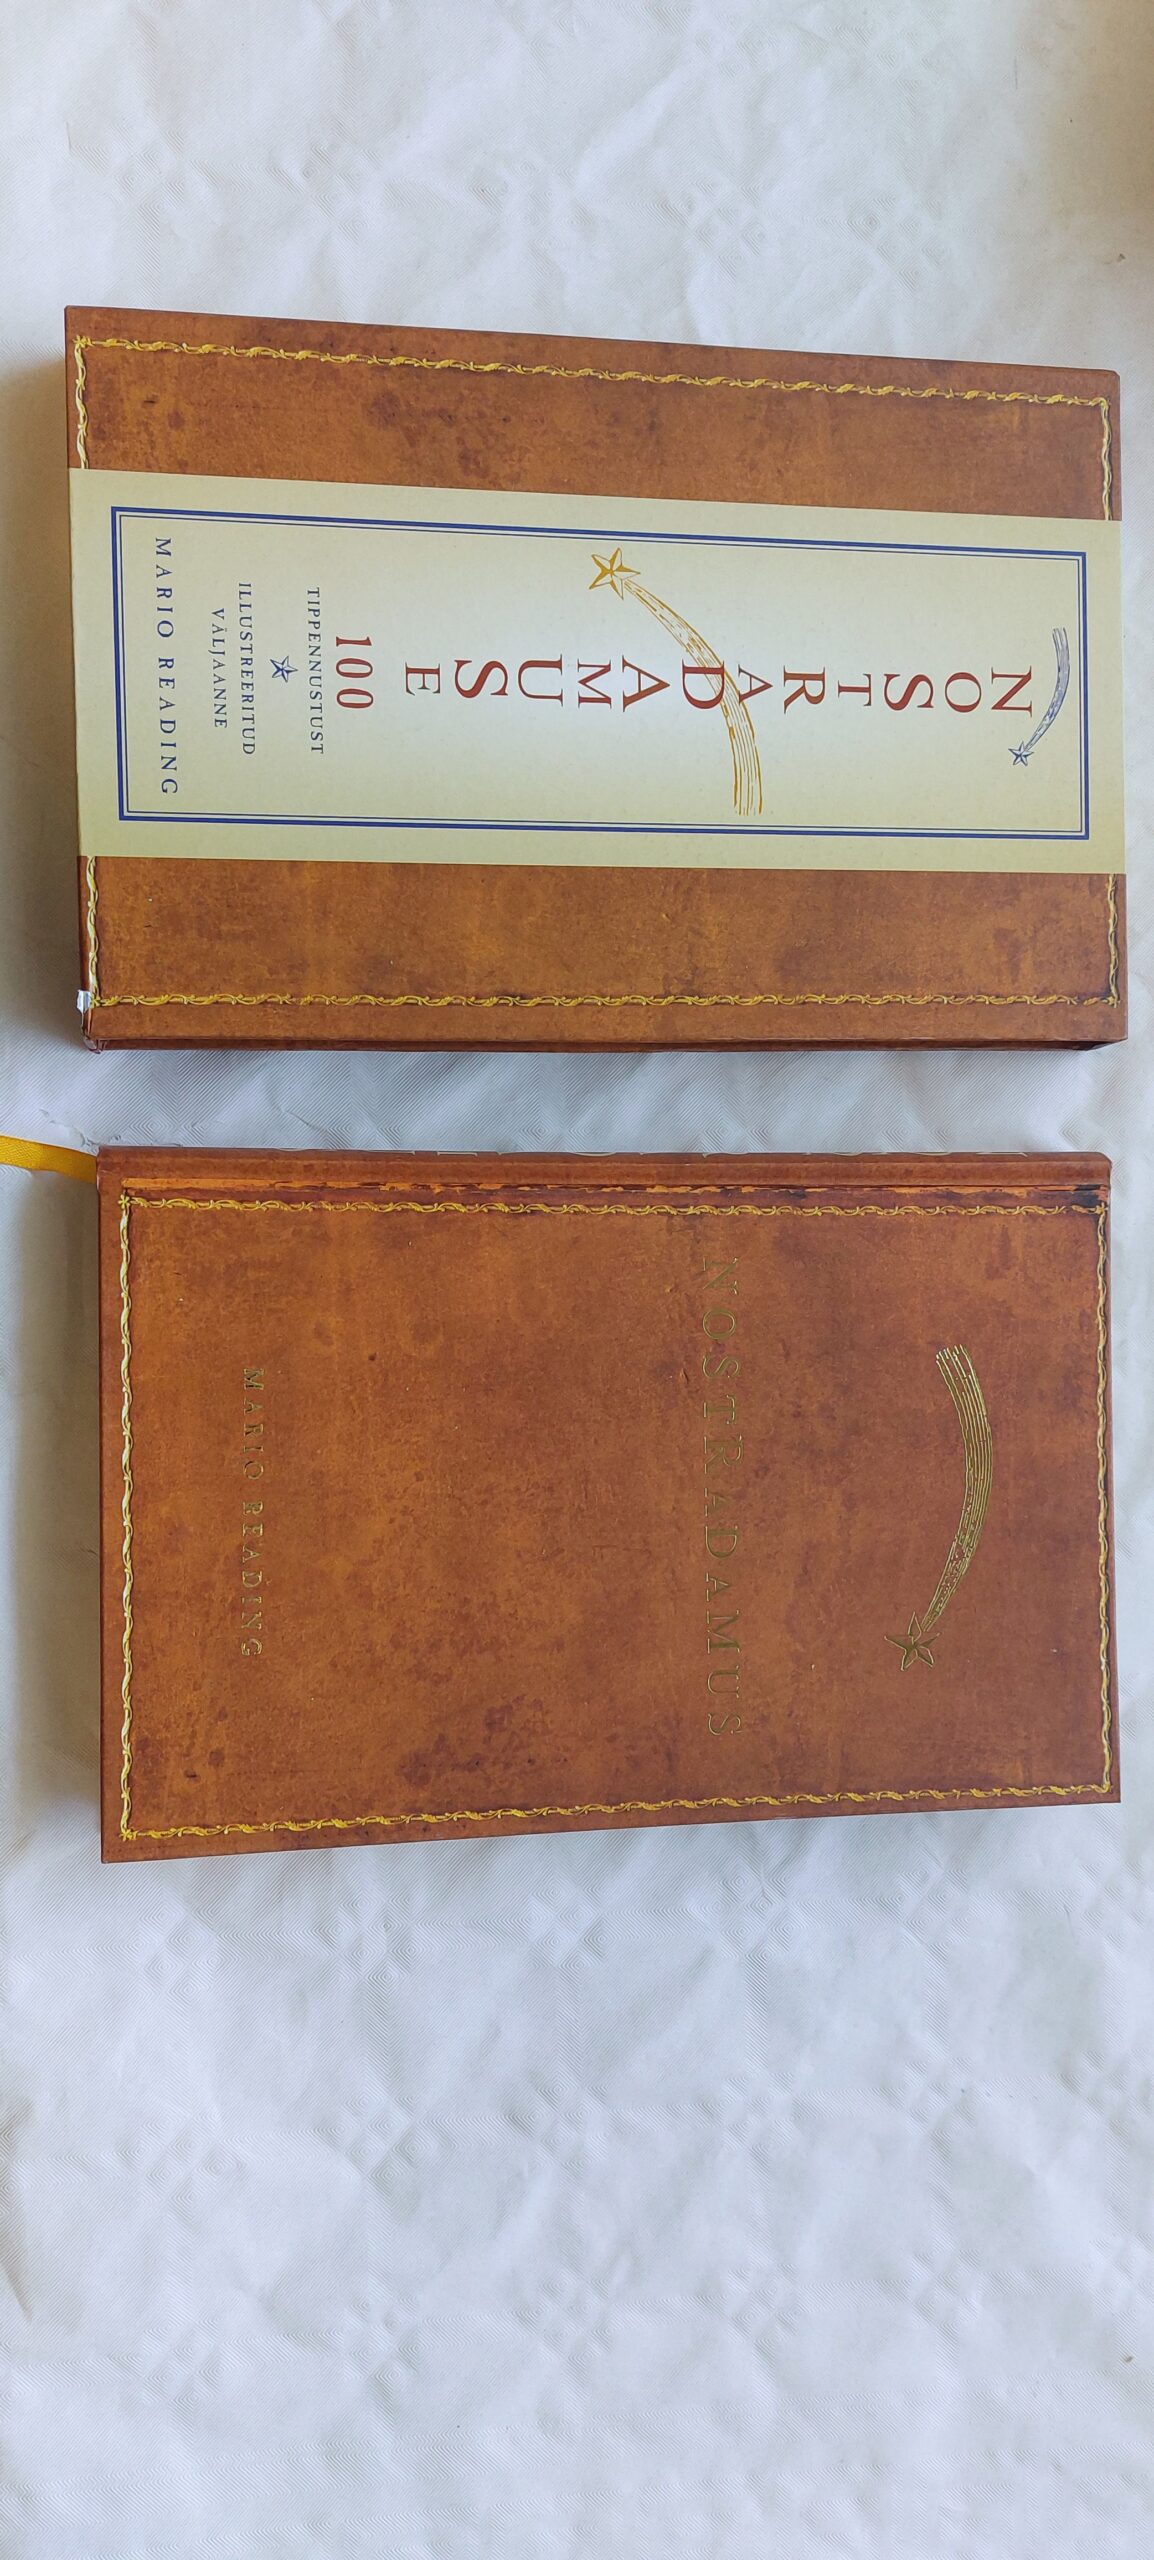 NOSTRADAMUSE
100
TIPPENNUSTUST
ILLUSTREERITUD
VÄLJAANNE
MARIO READING
NOSTRADAMUS
MARIO READING